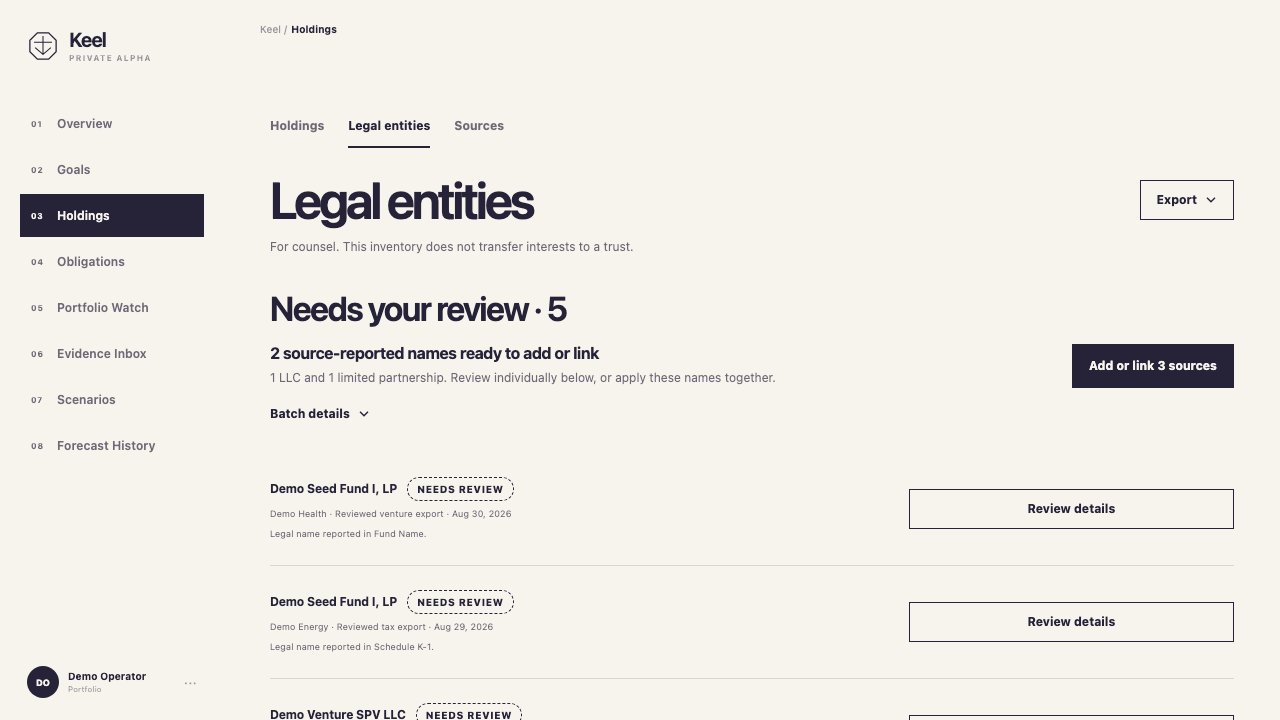 Keel
PRIVATE ALPHA
01 Overview
02 Goals
03 Holdings
04 Obligations
05 Portfolio Watch
06 Evidence Inbox
07 Scenarios
08 Forecast History
DO
Demo Operator
Portfolio
...
Keel / Holdings
Holdings Legal entities Sources
Legal entities
Export
For counsel. This inventory does not transfer interests to a trust.
Needs your review · 5
2 source-reported names ready to add or link
1 LLC and 1 limited partnership. Review individually below, or apply these names together.
Add or link 3 sources
Batch details
Demo Seed Fund I, LP NEEDS REVIEW
Demo Health · Reviewed venture export · Aug 30, 2026
Legal name reported in Fund Name.
Review details
Demo Seed Fund I, LP NEEDS REVIEW
Demo Energy · Reviewed tax export · Aug 29, 2026
Legal name reported in Schedule K-1.
Review details
Demo Venture SPV LLC NEEDS REVIEW